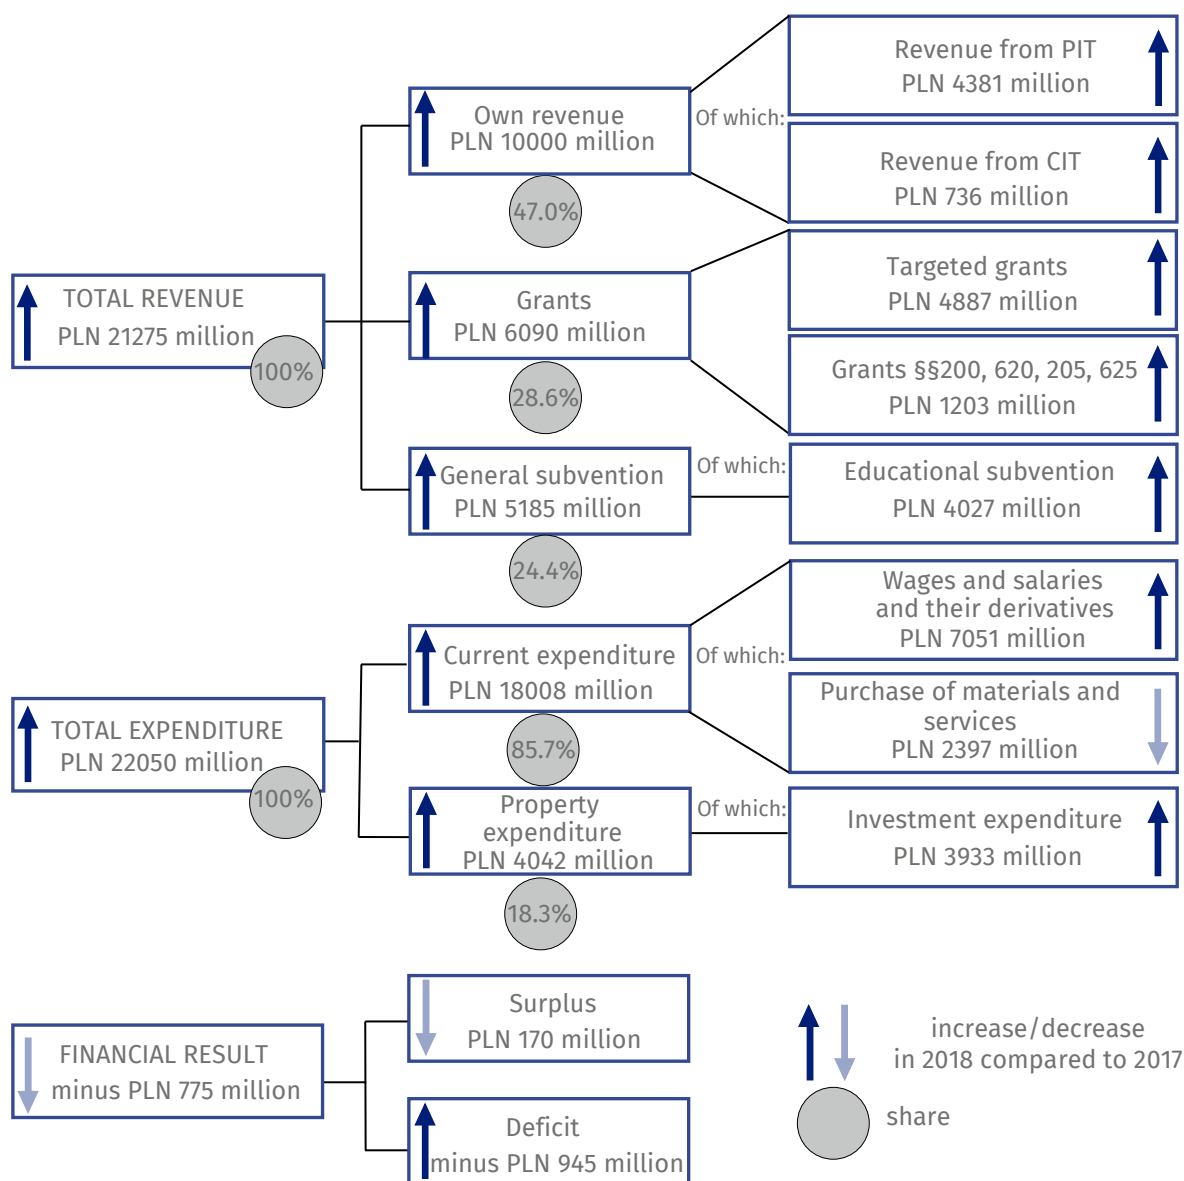 TOTAL REVENUE
PLN 21275 million
100%
Own revenue
PLN 10000 million
47.0%
Of which:
Revenue from PIT
PLN 4381 million
Revenue from CIT
PLN 736 million
Grants
PLN 6090 million
28.6%
Targeted grants
PLN 4887 million
Grants §§200, 620, 205, 625
PLN 1203 million
General subvention
PLN 5185 million
24.4%
Of which:
Educational subvention
PLN 4027 million
TOTAL EXPENDITURE
PLN 22050 million
100%
Current expenditure
PLN 18008 million
85.7%
Of which:
Wages and salaries
and their derivatives
PLN 7051 million
Purchase of materials and
services
PLN 2397 million
Property
expenditure
PLN 4042 million
18.3%
Of which:
Investment expenditure
PLN 3933 million
FINANCIAL RESULT
minus PLN 775 million
Surplus
PLN 170 million
Deficit
minus PLN 945 million
increase/decrease
in 2018 compared to 2017
share